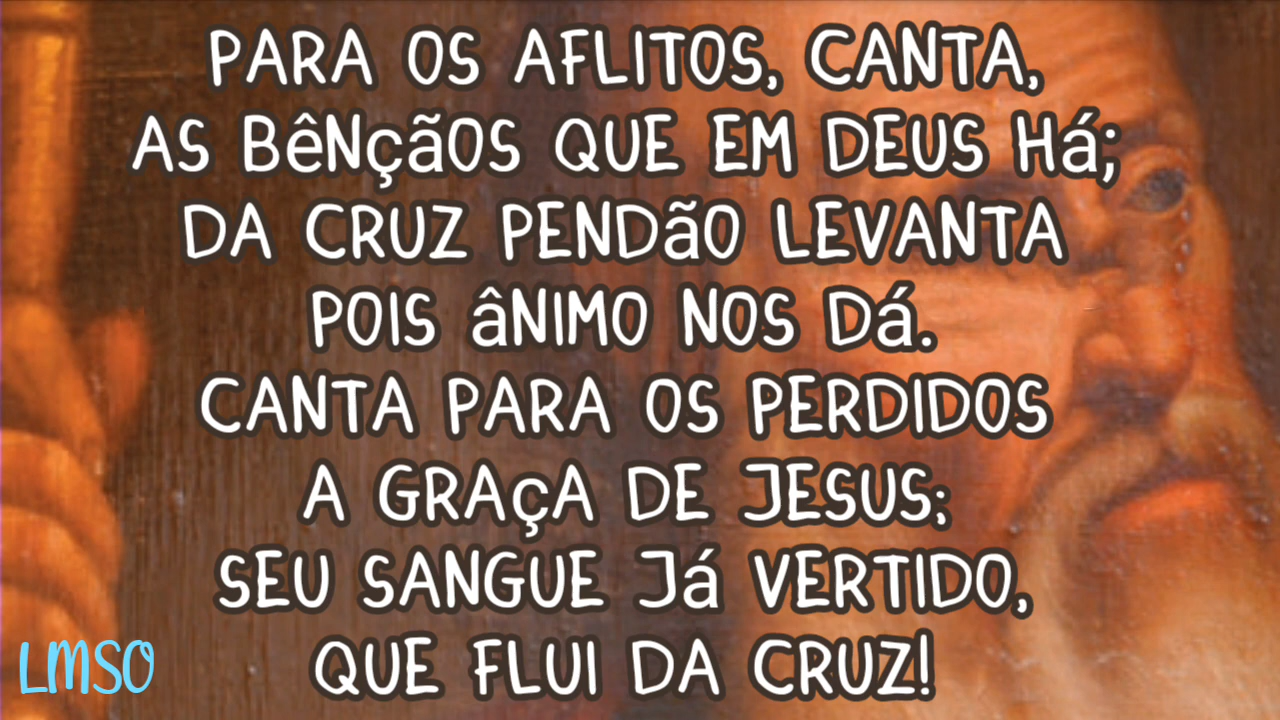 PARA OS AFLITOS, CANTA,
AS BÊNÇÃOS QUE EM DEUS HÁ;
DA CRUZ PENDÃO LEVANTA
POIS ÂNIMO NOS DÁ.
CANTA PARA OS PERDIDOS
A GRAÇA DE JESUS;
SEU SANGUE JÁ VERTIDO,
QUE FLUI DA CRUZ!
LMSO